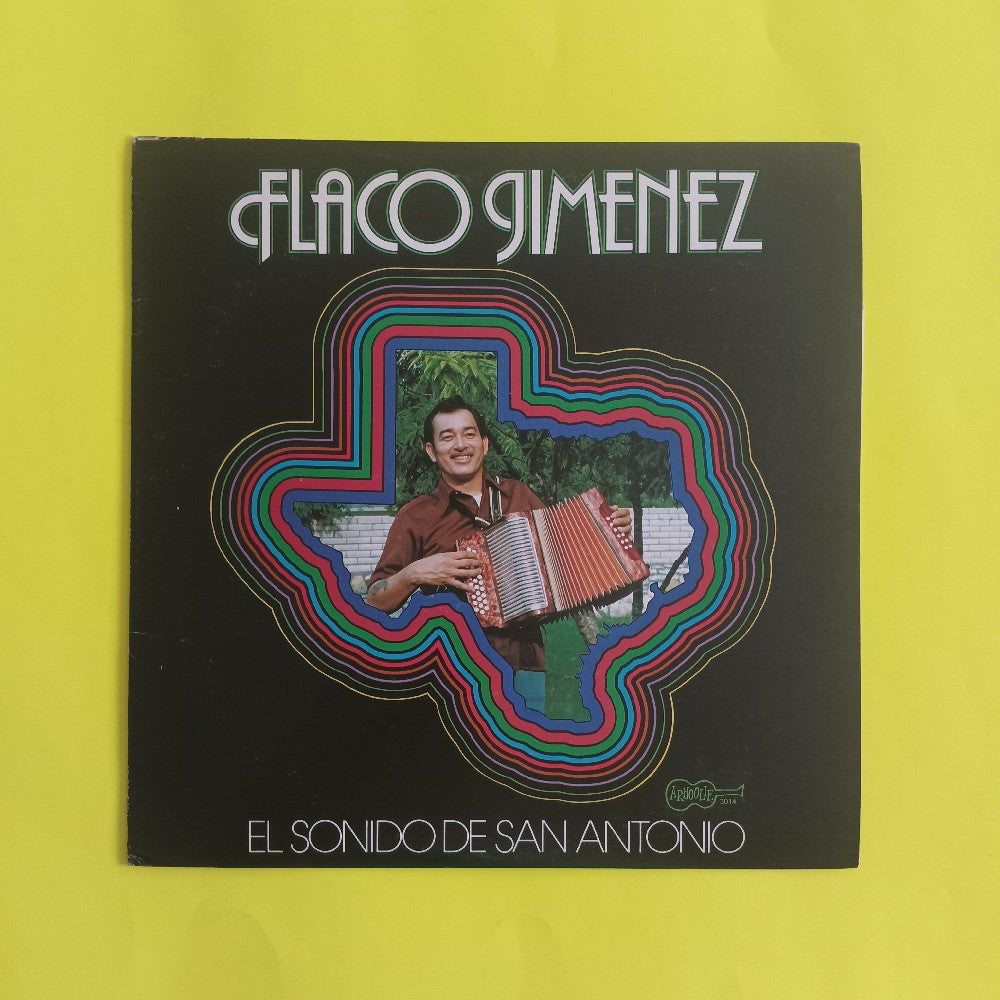 FLACO JIMENEZ
ARHOOLIE
3014
EL SONIDO DE SAN ANTONIO